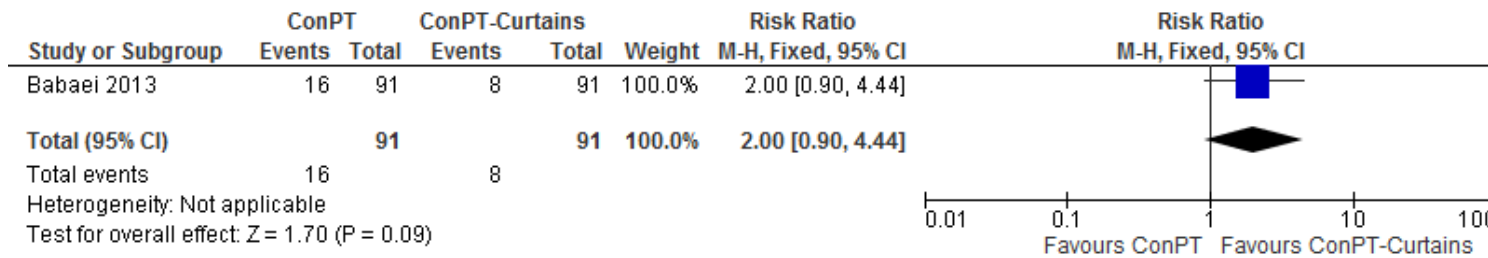 ConPT ConPT-Curtains Risk Ratio Risk Ratio
Study or Subgroup Events Total Events Total Weight M-H, Fixed, 95% CI M-H, Fixed, 95% CI
Babaei 2013 16 91 8 91 100.0% 2.00 [0.90, 4.44]
Total (95% CI) 91 91 100.0% 2.00 [0.90, 4.44]
Total events 16 8
Heterogeneity: Not applicable
Test for overall effect: Z = 1.70 (P = 0.09)
0.01 0.1 1 10 100
Favours ConPT Favours ConPT-Curtains